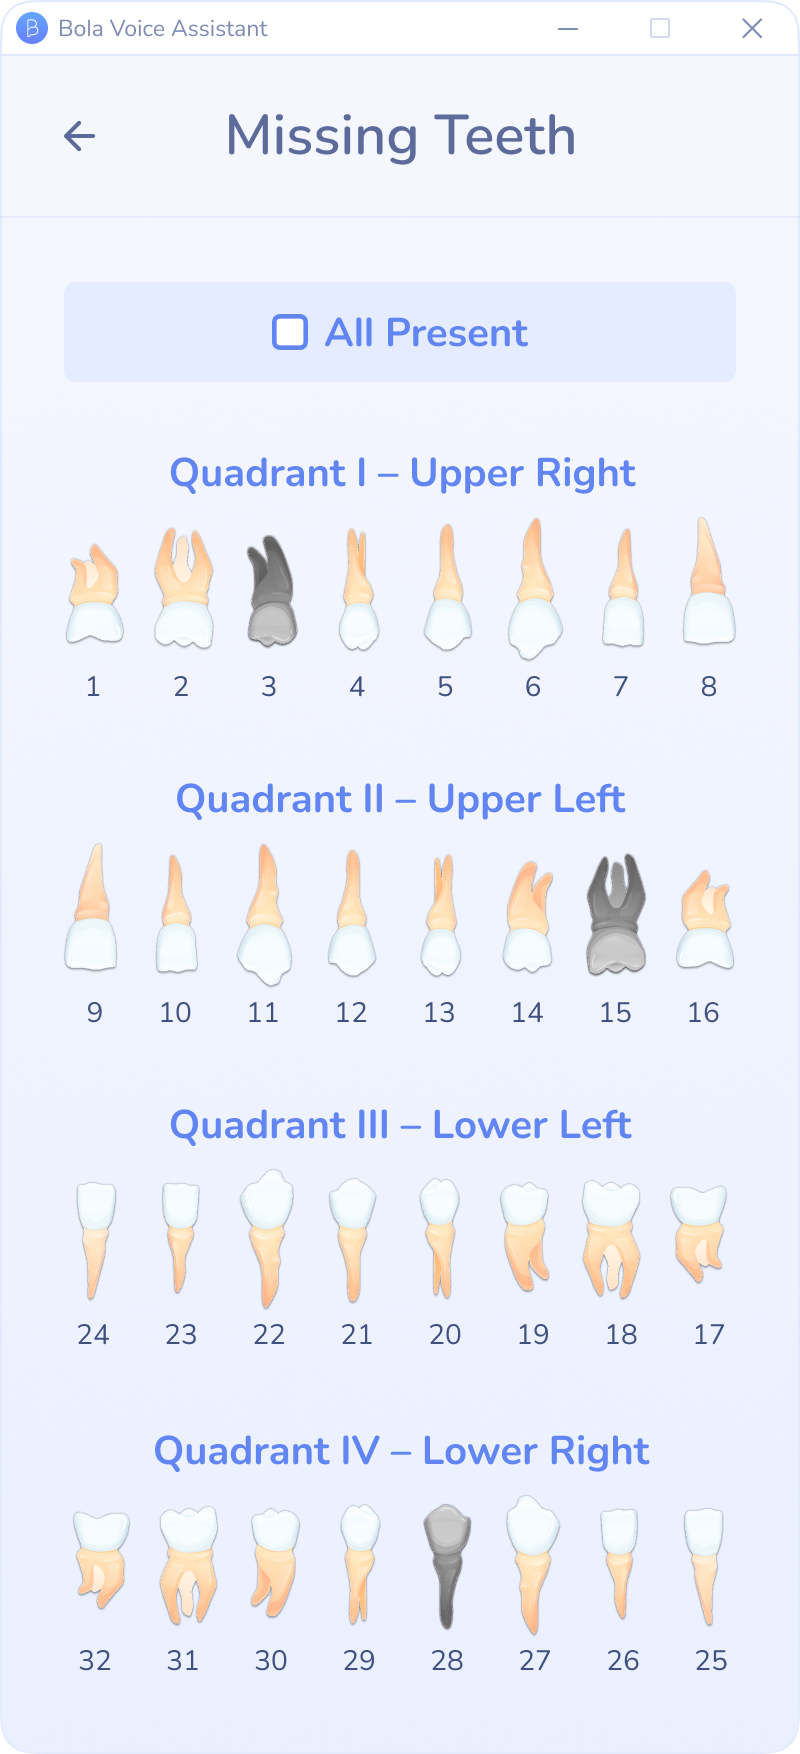 Bola Voice Assistant
Missing Teeth
All Present
Quadrant I – Upper Right
1 2 3 4 5 6 7 8
Quadrant II – Upper Left
9 10 11 12 13 14 15 16
Quadrant III – Lower Left
24 23 22 21 20 19 18 17
Quadrant IV – Lower Right
32 31 30 29 28 27 26 25